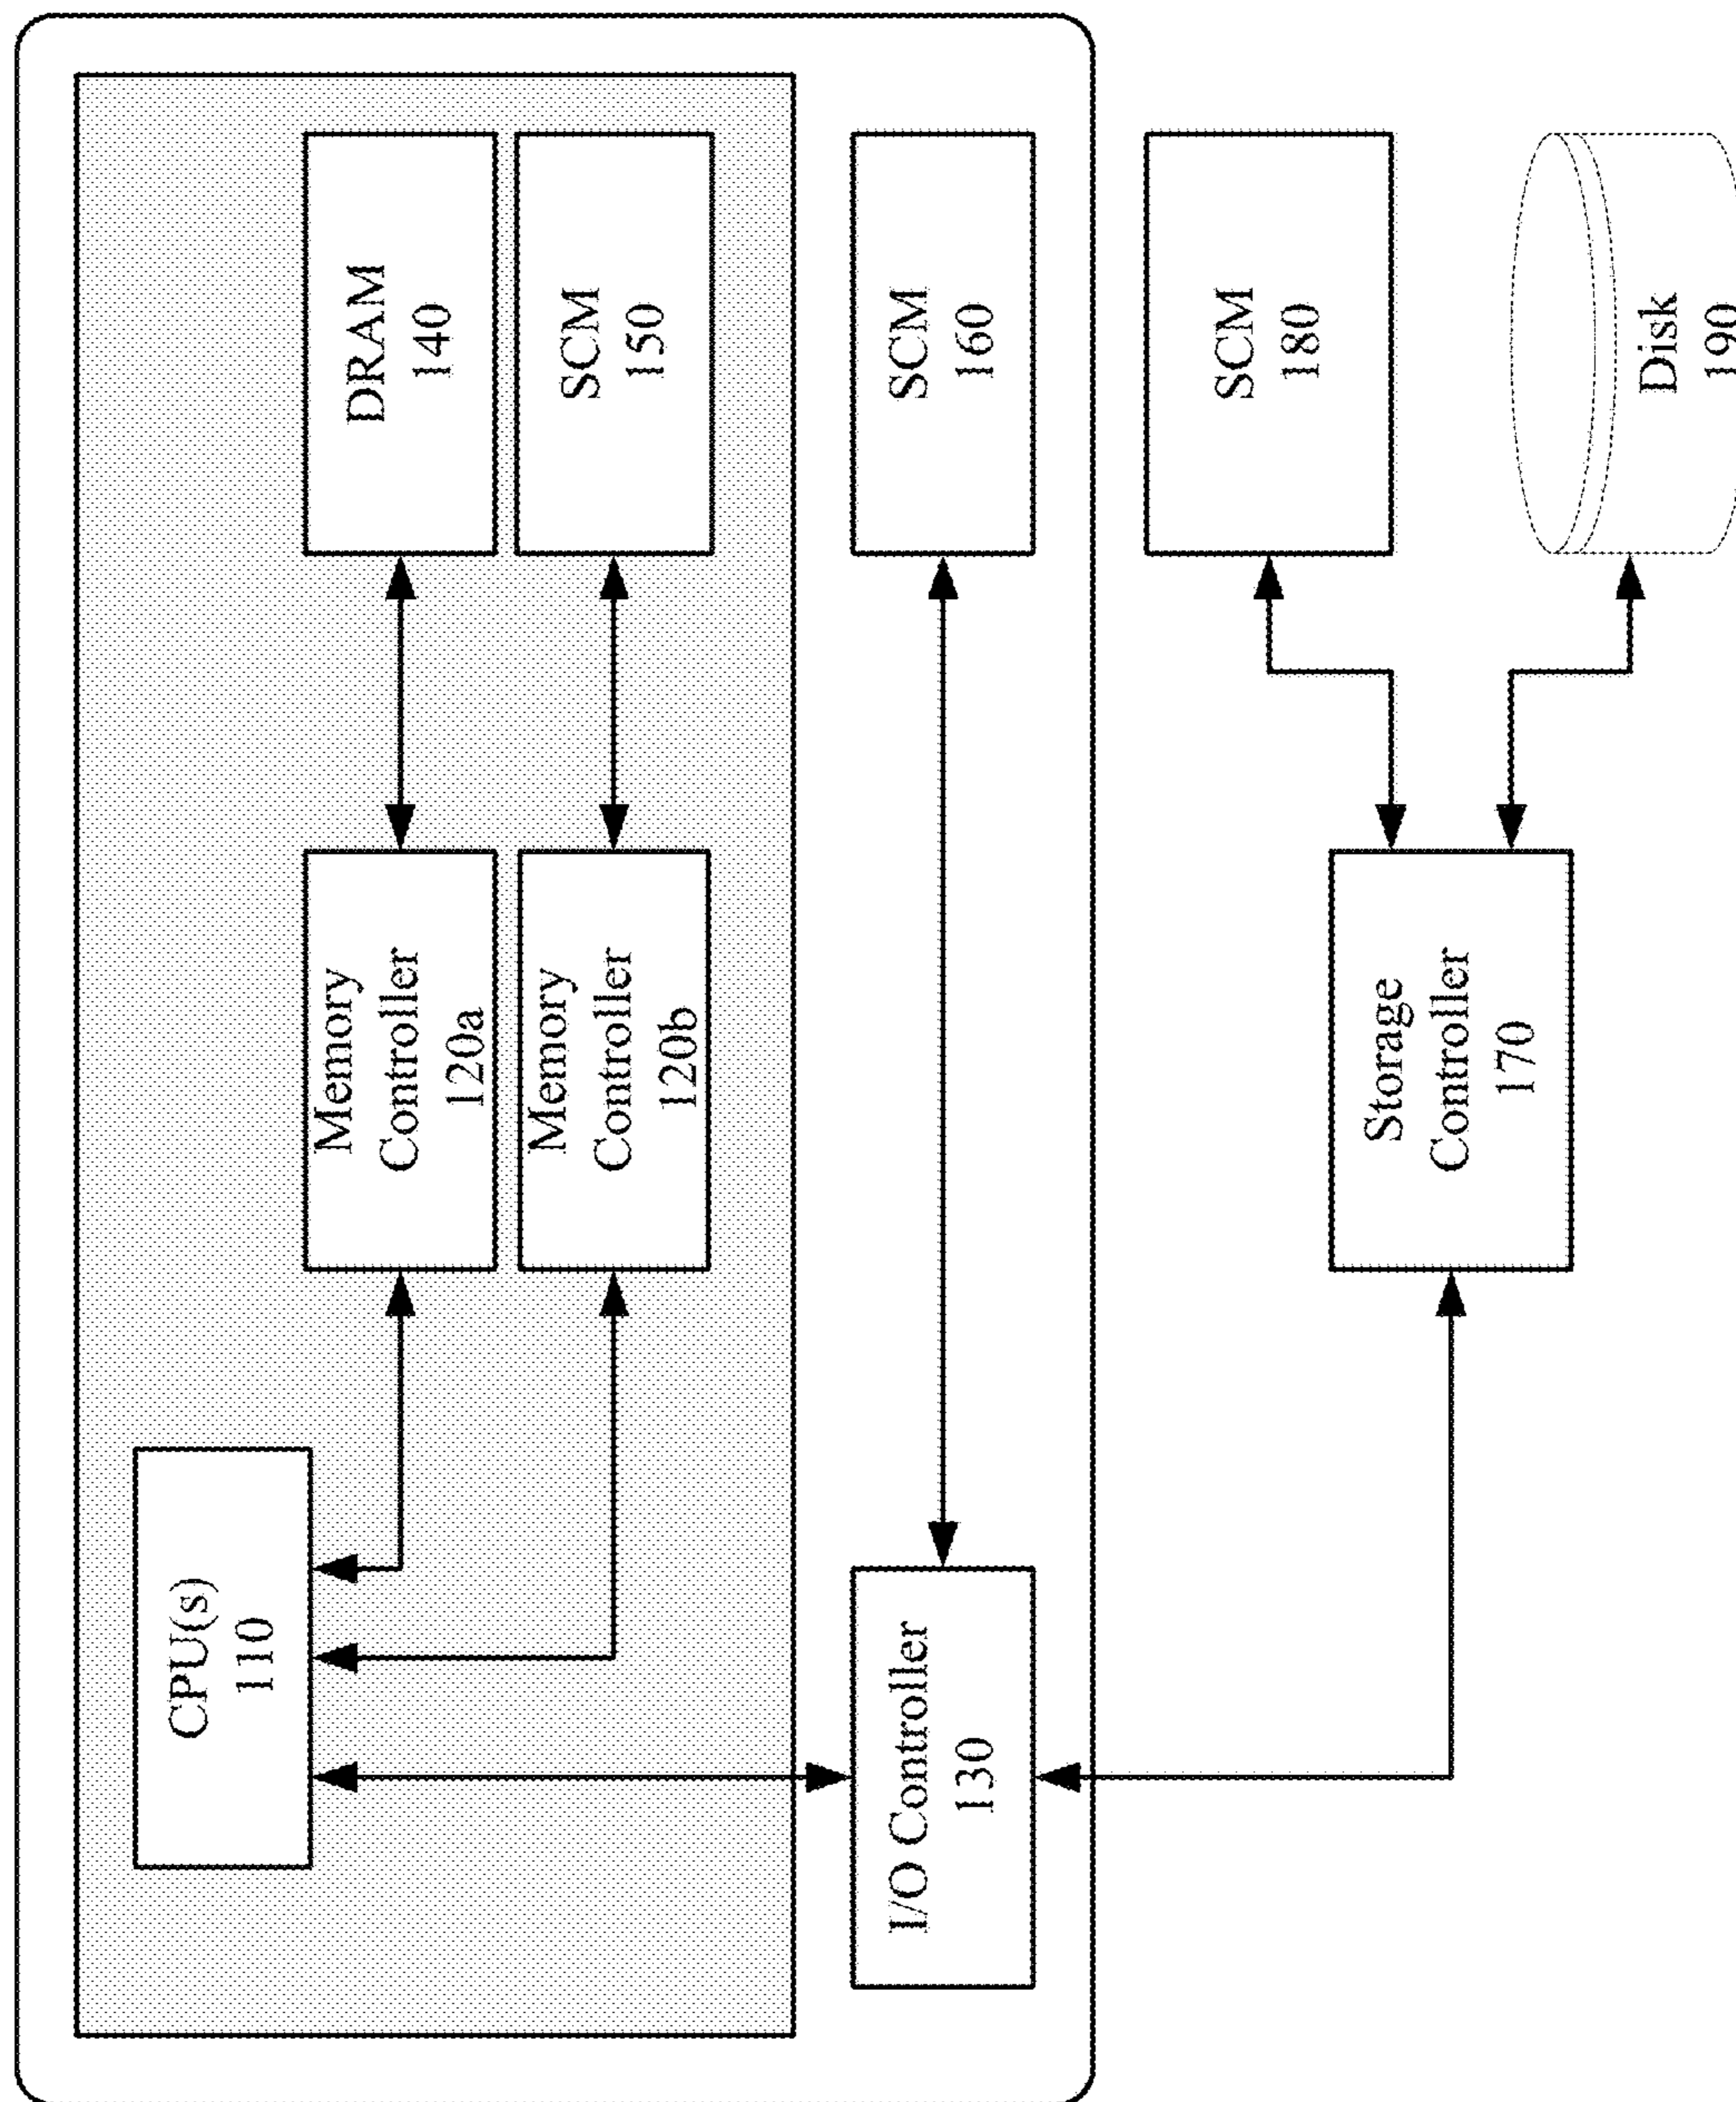 CPU(s)
110
Memory
Controller
120a
DRAM
140
Memory
Controller
120b
SCM
150
I/O Controller
130
SCM
160
Storage
Controller
170
SCM
180
Disk
190